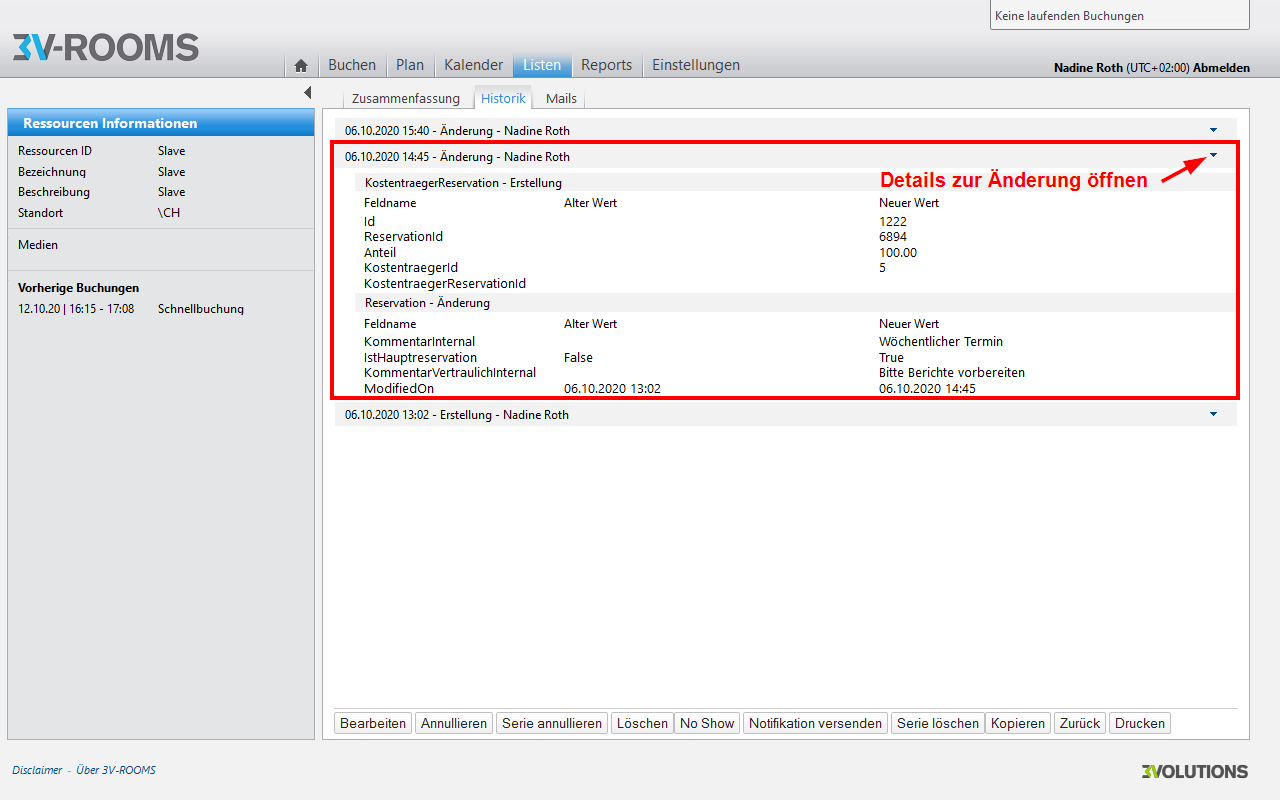 Keine laufenden Buchungen
3V-ROOMS
Buchen Plan Kalender Listen Reports Einstellungen
Nadine Roth (UTC+02:00) Abmelden
Zusammenfassung Historik Mails
Ressourcen Informationen
Ressourcen ID Slave
Bezeichnung Slave
Beschreibung Slave
Standort \CH
Medien
Vorherige Buchungen
12.10.20 | 16:15 - 17:08 Schnellbuchung
06.10.2020 15:40 - Änderung - Nadine Roth
06.10.2020 14:45 - Änderung - Nadine Roth
Details zur Änderung öffnen
KostentraegerReservation - Erstellung
Feldname Alter Wert Neuer Wert
Id 1222
ReservationId 6894
Anteil 100.00
KostentraegerId 5
KostentraegerReservationId
Reservation - Änderung
Feldname Alter Wert Neuer Wert
KommentarInternal Wöchentlicher Termin
IstHauptreservation False True
KommentarVertraulichInternal Bitte Berichte vorbereiten
ModifiedOn 06.10.2020 13:02 06.10.2020 14:45
06.10.2020 13:02 - Erstellung - Nadine Roth
Bearbeiten Annullieren Serie annullieren Löschen No Show Notifikation versenden Serie löschen Kopieren Zurück Drucken
Disclaimer - Über 3V-ROOMS
3VOLUTIONS